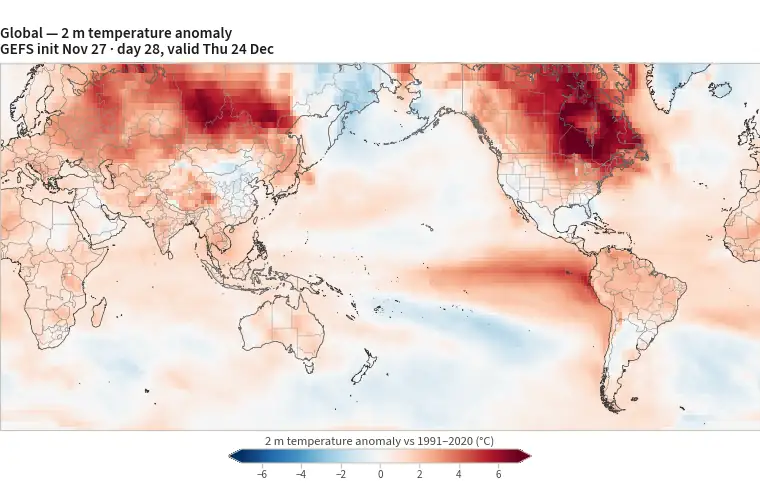 Global — 2 m temperature anomaly
GEFS init Nov 27 · day 28, valid Thu 24 Dec
2 m temperature anomaly vs 1991–2020 (°C)
−6 −4 −2 0 2 4 6